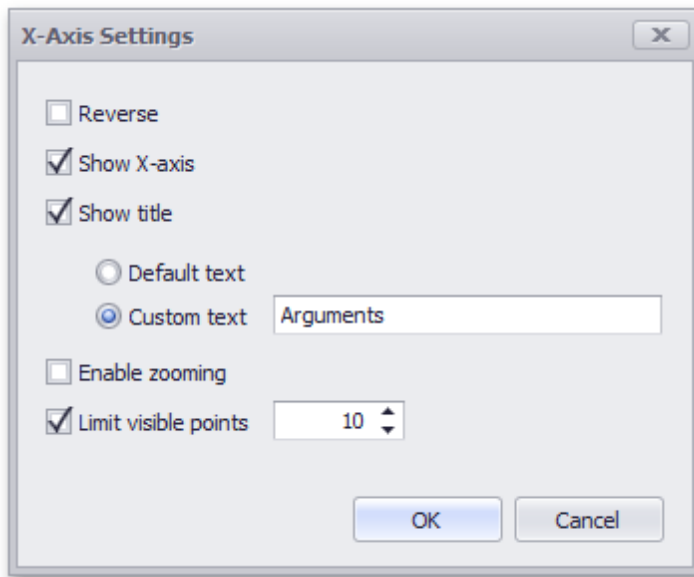 X-Axis Settings
Reverse
Show X-axis
Show title
Default text
Custom text Arguments
Enable zooming
Limit visible points 10
OK Cancel